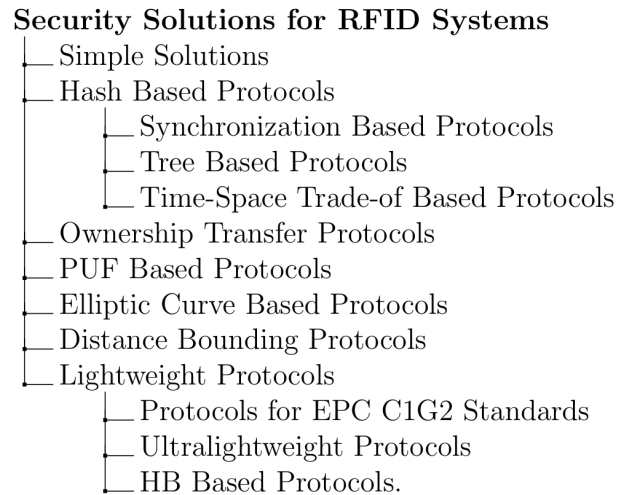 Security Solutions for RFID Systems
Simple Solutions
Hash Based Protocols
Synchronization Based Protocols
Tree Based Protocols
Time-Space Trade-of Based Protocols
Ownership Transfer Protocols
PUF Based Protocols
Elliptic Curve Based Protocols
Distance Bounding Protocols
Lightweight Protocols
Protocols for EPC C1G2 Standards
Ultralightweight Protocols
HB Based Protocols.